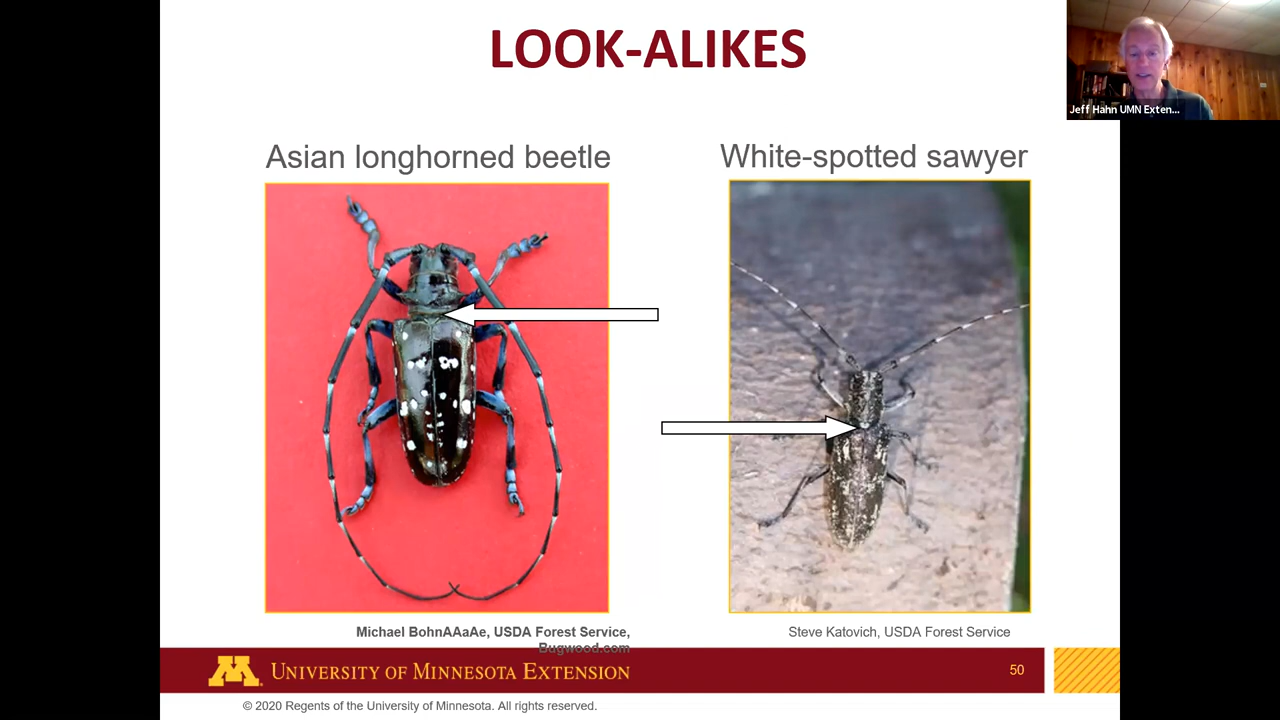 LOOK-ALIKES
Jeff Hahn UMN Exten...
Asian longhorned beetle
White-spotted sawyer
Michael BohnAAaAe, USDA Forest Service,
Bugwood.com
Steve Katovich, USDA Forest Service
M UNIVERSITY OF MINNESOTA EXTENSION
50
© 2020 Regents of the University of Minnesota. All rights reserved.